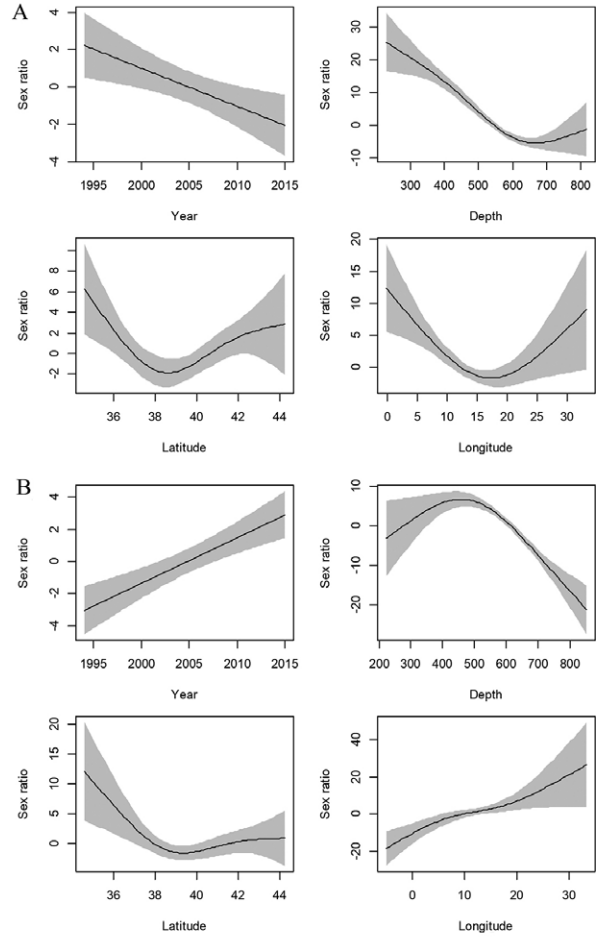 A
Sex ratio
4
2
0
-2
-4
1995 2000 2005 2010 2015
Year
Sex ratio
30
20
10
0
-10
300 400 500 600 700 800
Depth
Sex ratio
8
6
4
2
0
-2
36 38 40 42 44
Latitude
Sex ratio
20
15
10
5
0
0 5 10 15 20 25 30
Longitude
B
Sex ratio
4
2
0
-2
-4
1995 2000 2005 2010 2015
Year
Sex ratio
10
0
-10
-20
200 300 400 500 600 700 800
Depth
Sex ratio
20
15
10
5
0
36 38 40 42 44
Latitude
Sex ratio
40
20
0
-20
0 10 20 30
Longitude